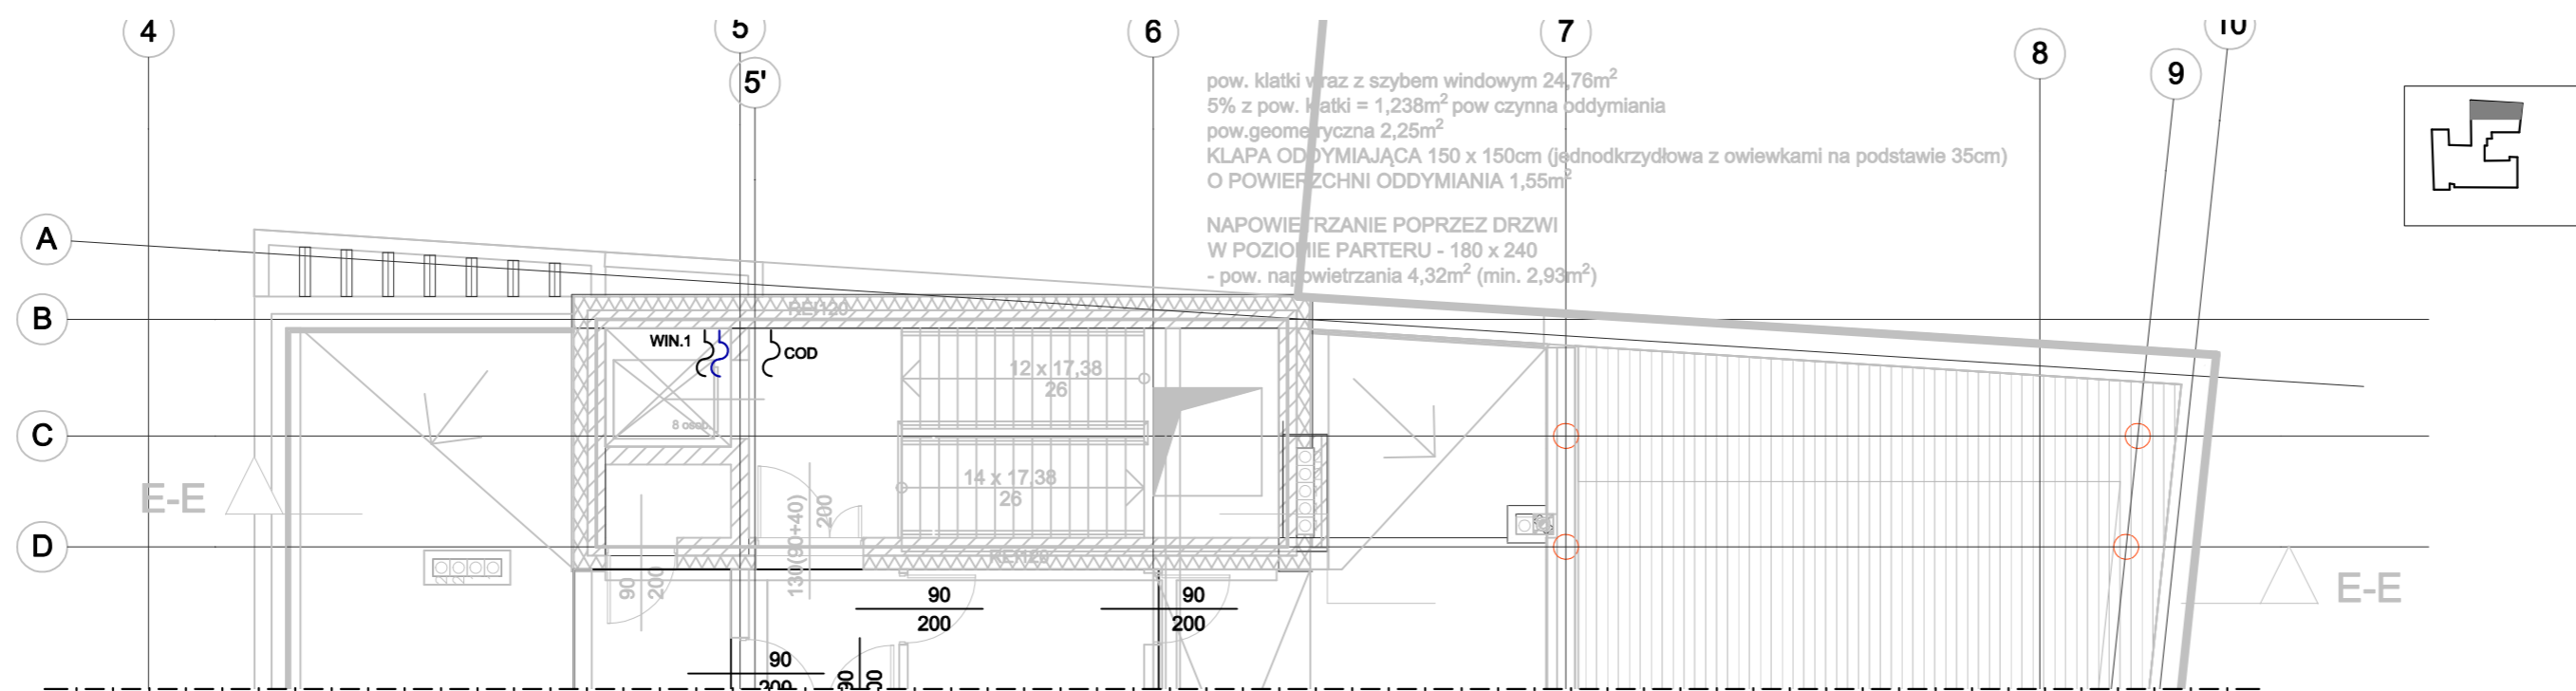 4
5
6
7
8
9
10
5'
pow. klatki wraz z szybem windowym 24,76m²
5% z pow. klatki = 1,238m² pow czynna oddymiania
pow.geometryczna 2,25m²
KLAPA ODDYMIAJĄCA 150 x 150cm (jednodkrzydłowa z owiewkami na podstawie 35cm)
O POWIERZCHNI ODDYMIANIA 1,55m²
NAPOWIETRZANIE POPRZEZ DRZWI
W POZIOMIE PARTERU - 180 x 240
- pow. napowietrzania 4,32m² (min. 2,93m²)
A
B
REI120
WIN.1
COD
12 x 17,38
26
8 osob.
C
14 x 17,38
26
E-E
130(90+40)
200
D
REI120
90
200
E-E
90
200
90
200
90
200
90